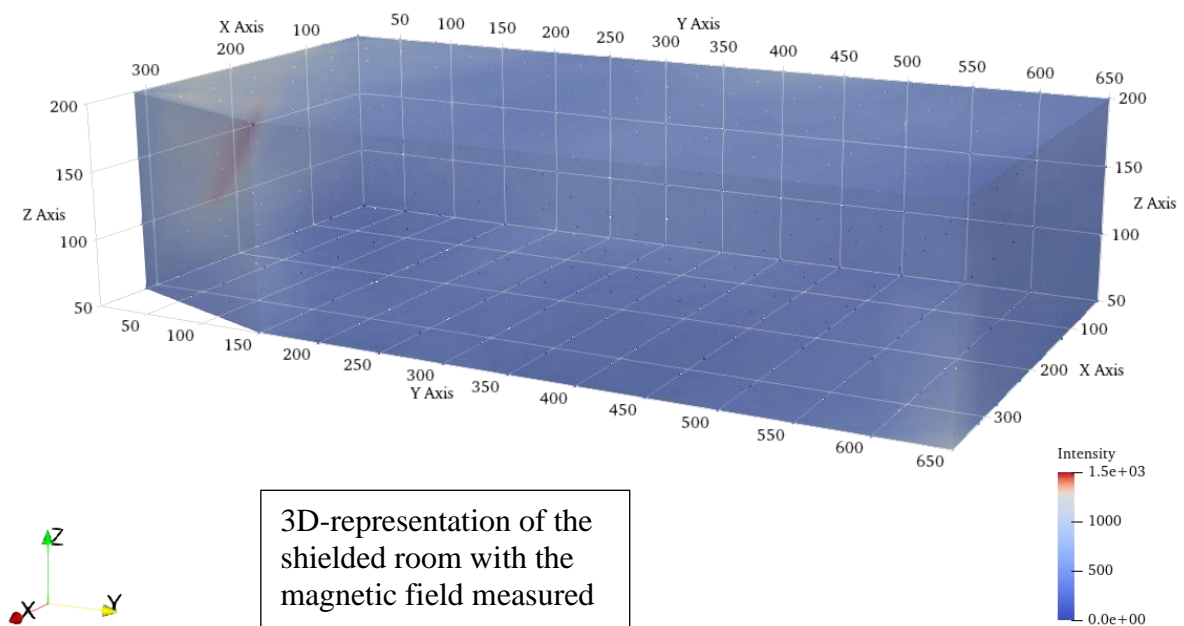 X Axis
300
200
100
50
100
150
200
250
300
350
400
450
500
550
600
650
Y Axis
200
150
100
50
Z Axis
200
150
100
50
Z Axis
50
100
150
200
250
300
350
400
450
500
550
600
650
Y Axis
100
200
300
X Axis
Intensity
1.5e+03
1000
500
0.0e+00
Z
X
Y
3D-representation of the
shielded room with the
magnetic field measured